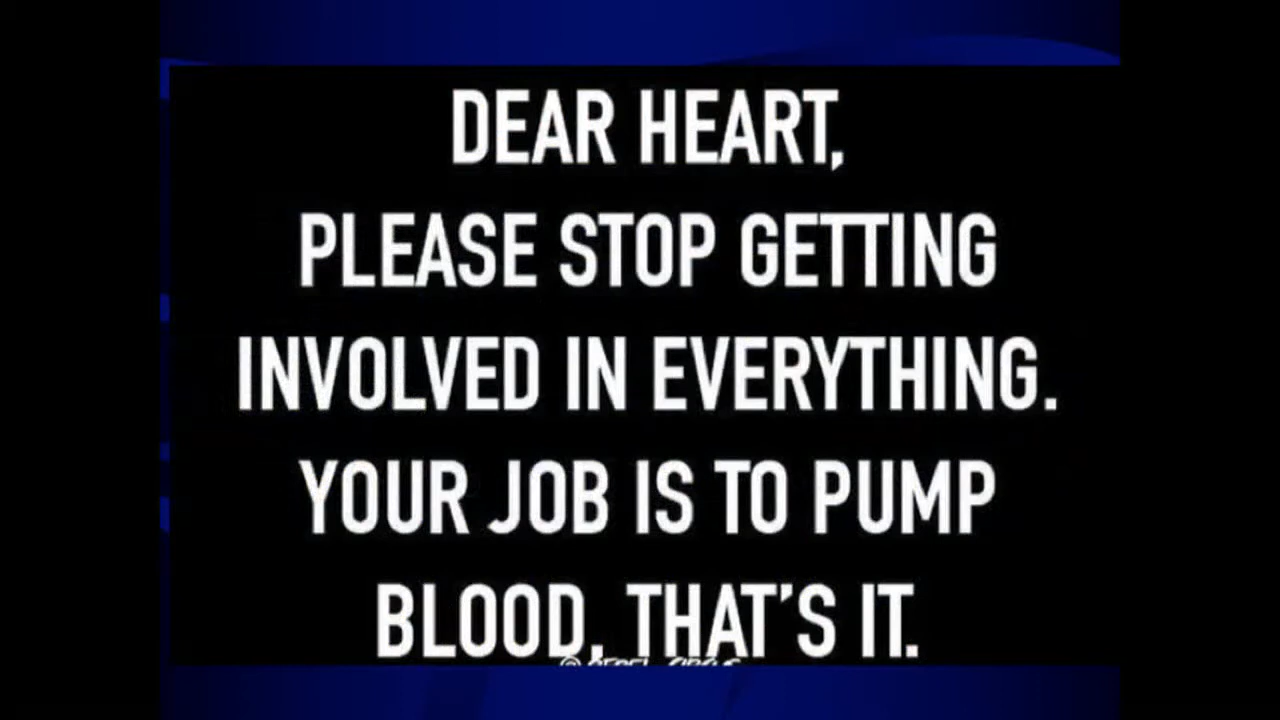 DEAR HEART,
PLEASE STOP GETTING
INVOLVED IN EVERYTHING.
YOUR JOB IS TO PUMP
BLOOD, THAT'S IT.